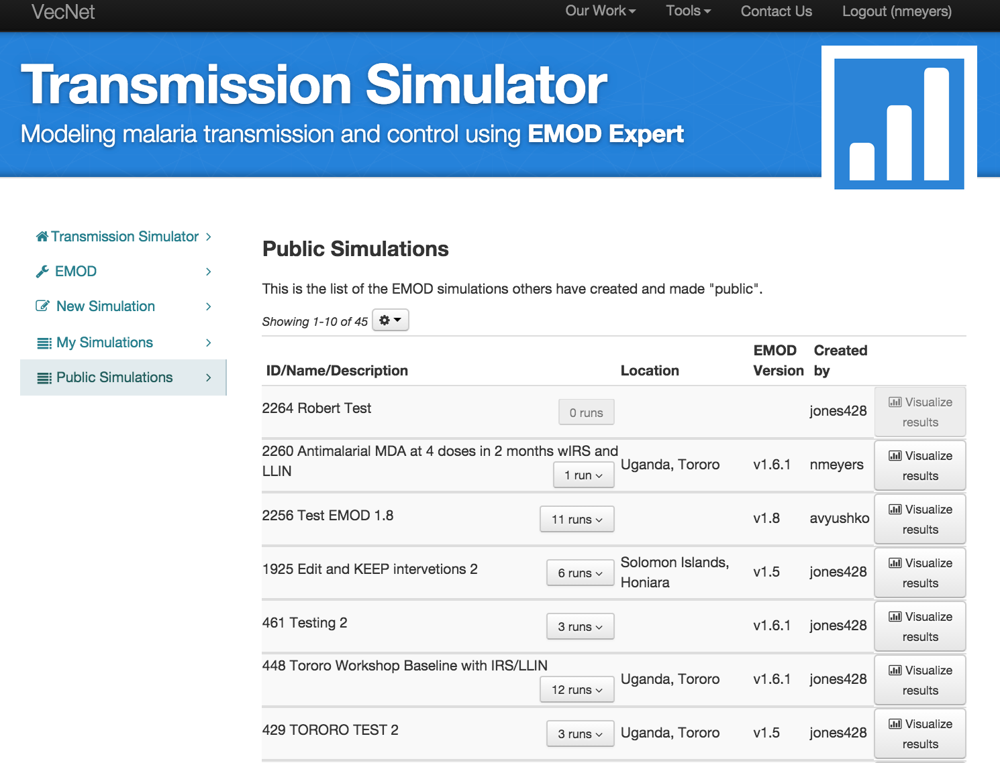 VecNet
Our Work
Tools
Contact Us
Logout (nmeyers)
Transmission Simulator
Modeling malaria transmission and control using EMOD Expert
Transmission Simulator
EMOD
New Simulation
My Simulations
Public Simulations
Public Simulations
This is the list of the EMOD simulations others have created and made "public".
Showing 1-10 of 45
ID/Name/Description
Location
EMOD
Version
Created
by
2264 Robert Test
0 runs
jones428
Visualize
results
2260 Antimalarial MDA at 4 doses in 2 months wIRS and
LLIN
1 run
Uganda, Tororo
v1.6.1
nmeyers
Visualize
results
2256 Test EMOD 1.8
11 runs
v1.8
avyushko
Visualize
results
1925 Edit and KEEP intervetions 2
6 runs
Solomon Islands,
Honiara
v1.5
jones428
Visualize
results
461 Testing 2
3 runs
v1.6.1
jones428
Visualize
results
448 Tororo Workshop Baseline with IRS/LLIN
12 runs
Uganda, Tororo
v1.6.1
jones428
Visualize
results
429 TORORO TEST 2
3 runs
Uganda, Tororo
v1.5
jones428
Visualize
results